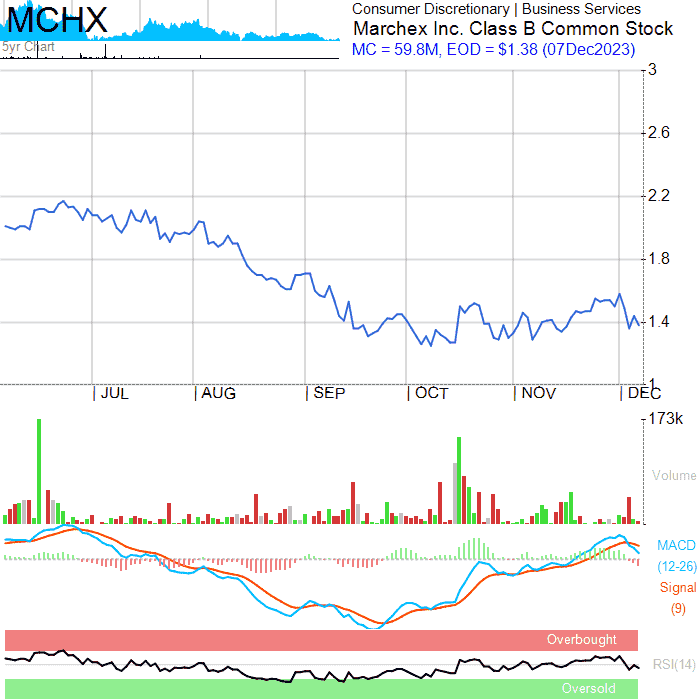 MCHX
5yr Chart
Consumer Discretionary | Business Services
Marchex Inc. Class B Common Stock
MC = 59.8M, EOD = $1.38 (07Dec2023)
3
2.6
2.2
1.8
1.4
1
| JUL | AUG | SEP | OCT | NOV | DEC
173k
Volume
MACD
(12-26)
Signal
(9)
Overbought
RSI(14)
Oversold